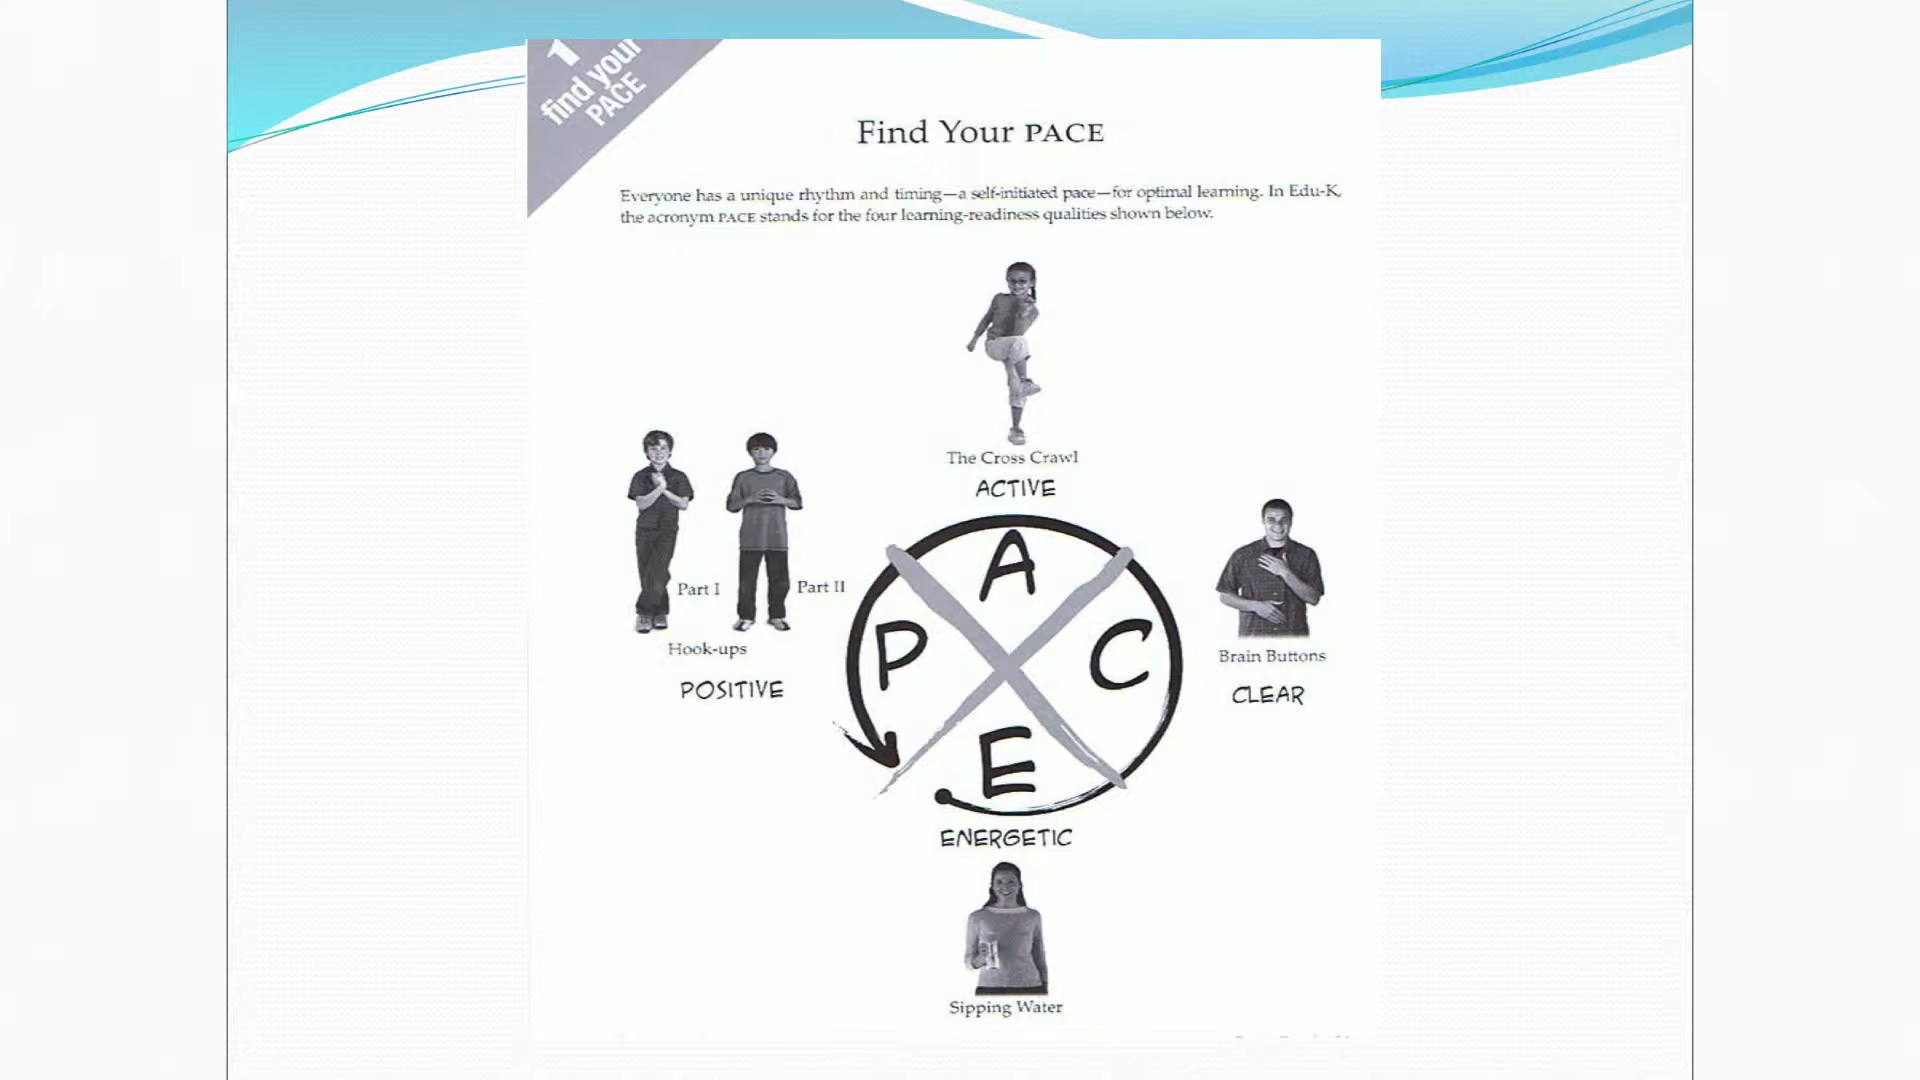 1
find your
PACE
Find Your PACE
Everyone has a unique rhythm and timing—a self-initiated pace—for optimal learning. In Edu-K,
the acronym PACE stands for the four learning-readiness qualities shown below.
The Cross Crawl
ACTIVE
Part I
Part II
Hook-ups
POSITIVE
A
P
C
E
Brain Buttons
CLEAR
ENERGETIC
Sipping Water